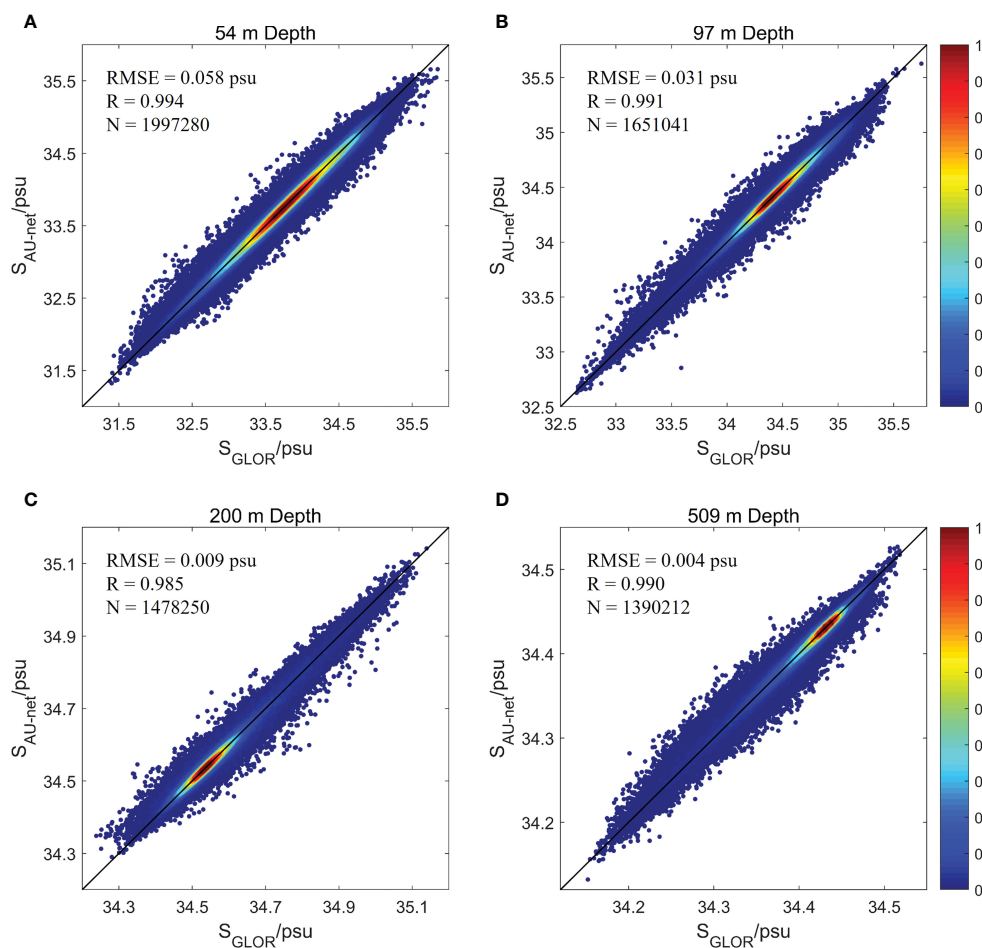 A
54 m Depth
RMSE = 0.058 psu
R = 0.994
N = 1997280
35.5
34.5
33.5
32.5
31.5
S_AU-net/psu
31.5 32.5 33.5 34.5 35.5
S_GLOR/psu
B
97 m Depth
RMSE = 0.031 psu
R = 0.991
N = 1651041
35.5
35
34.5
34
33.5
33
32.5
S_AU-net/psu
32.5 33 33.5 34 34.5 35 35.5
S_GLOR/psu
1
0
0
0
0
0
0
0
0
0
0
C
200 m Depth
RMSE = 0.009 psu
R = 0.985
N = 1478250
35.1
34.9
34.7
34.5
34.3
S_AU-net/psu
34.3 34.5 34.7 34.9 35.1
S_GLOR/psu
D
509 m Depth
RMSE = 0.004 psu
R = 0.990
N = 1390212
34.5
34.4
34.3
34.2
S_AU-net/psu
34.2 34.3 34.4 34.5
S_GLOR/psu
1
0
0
0
0
0
0
0
0
0
0